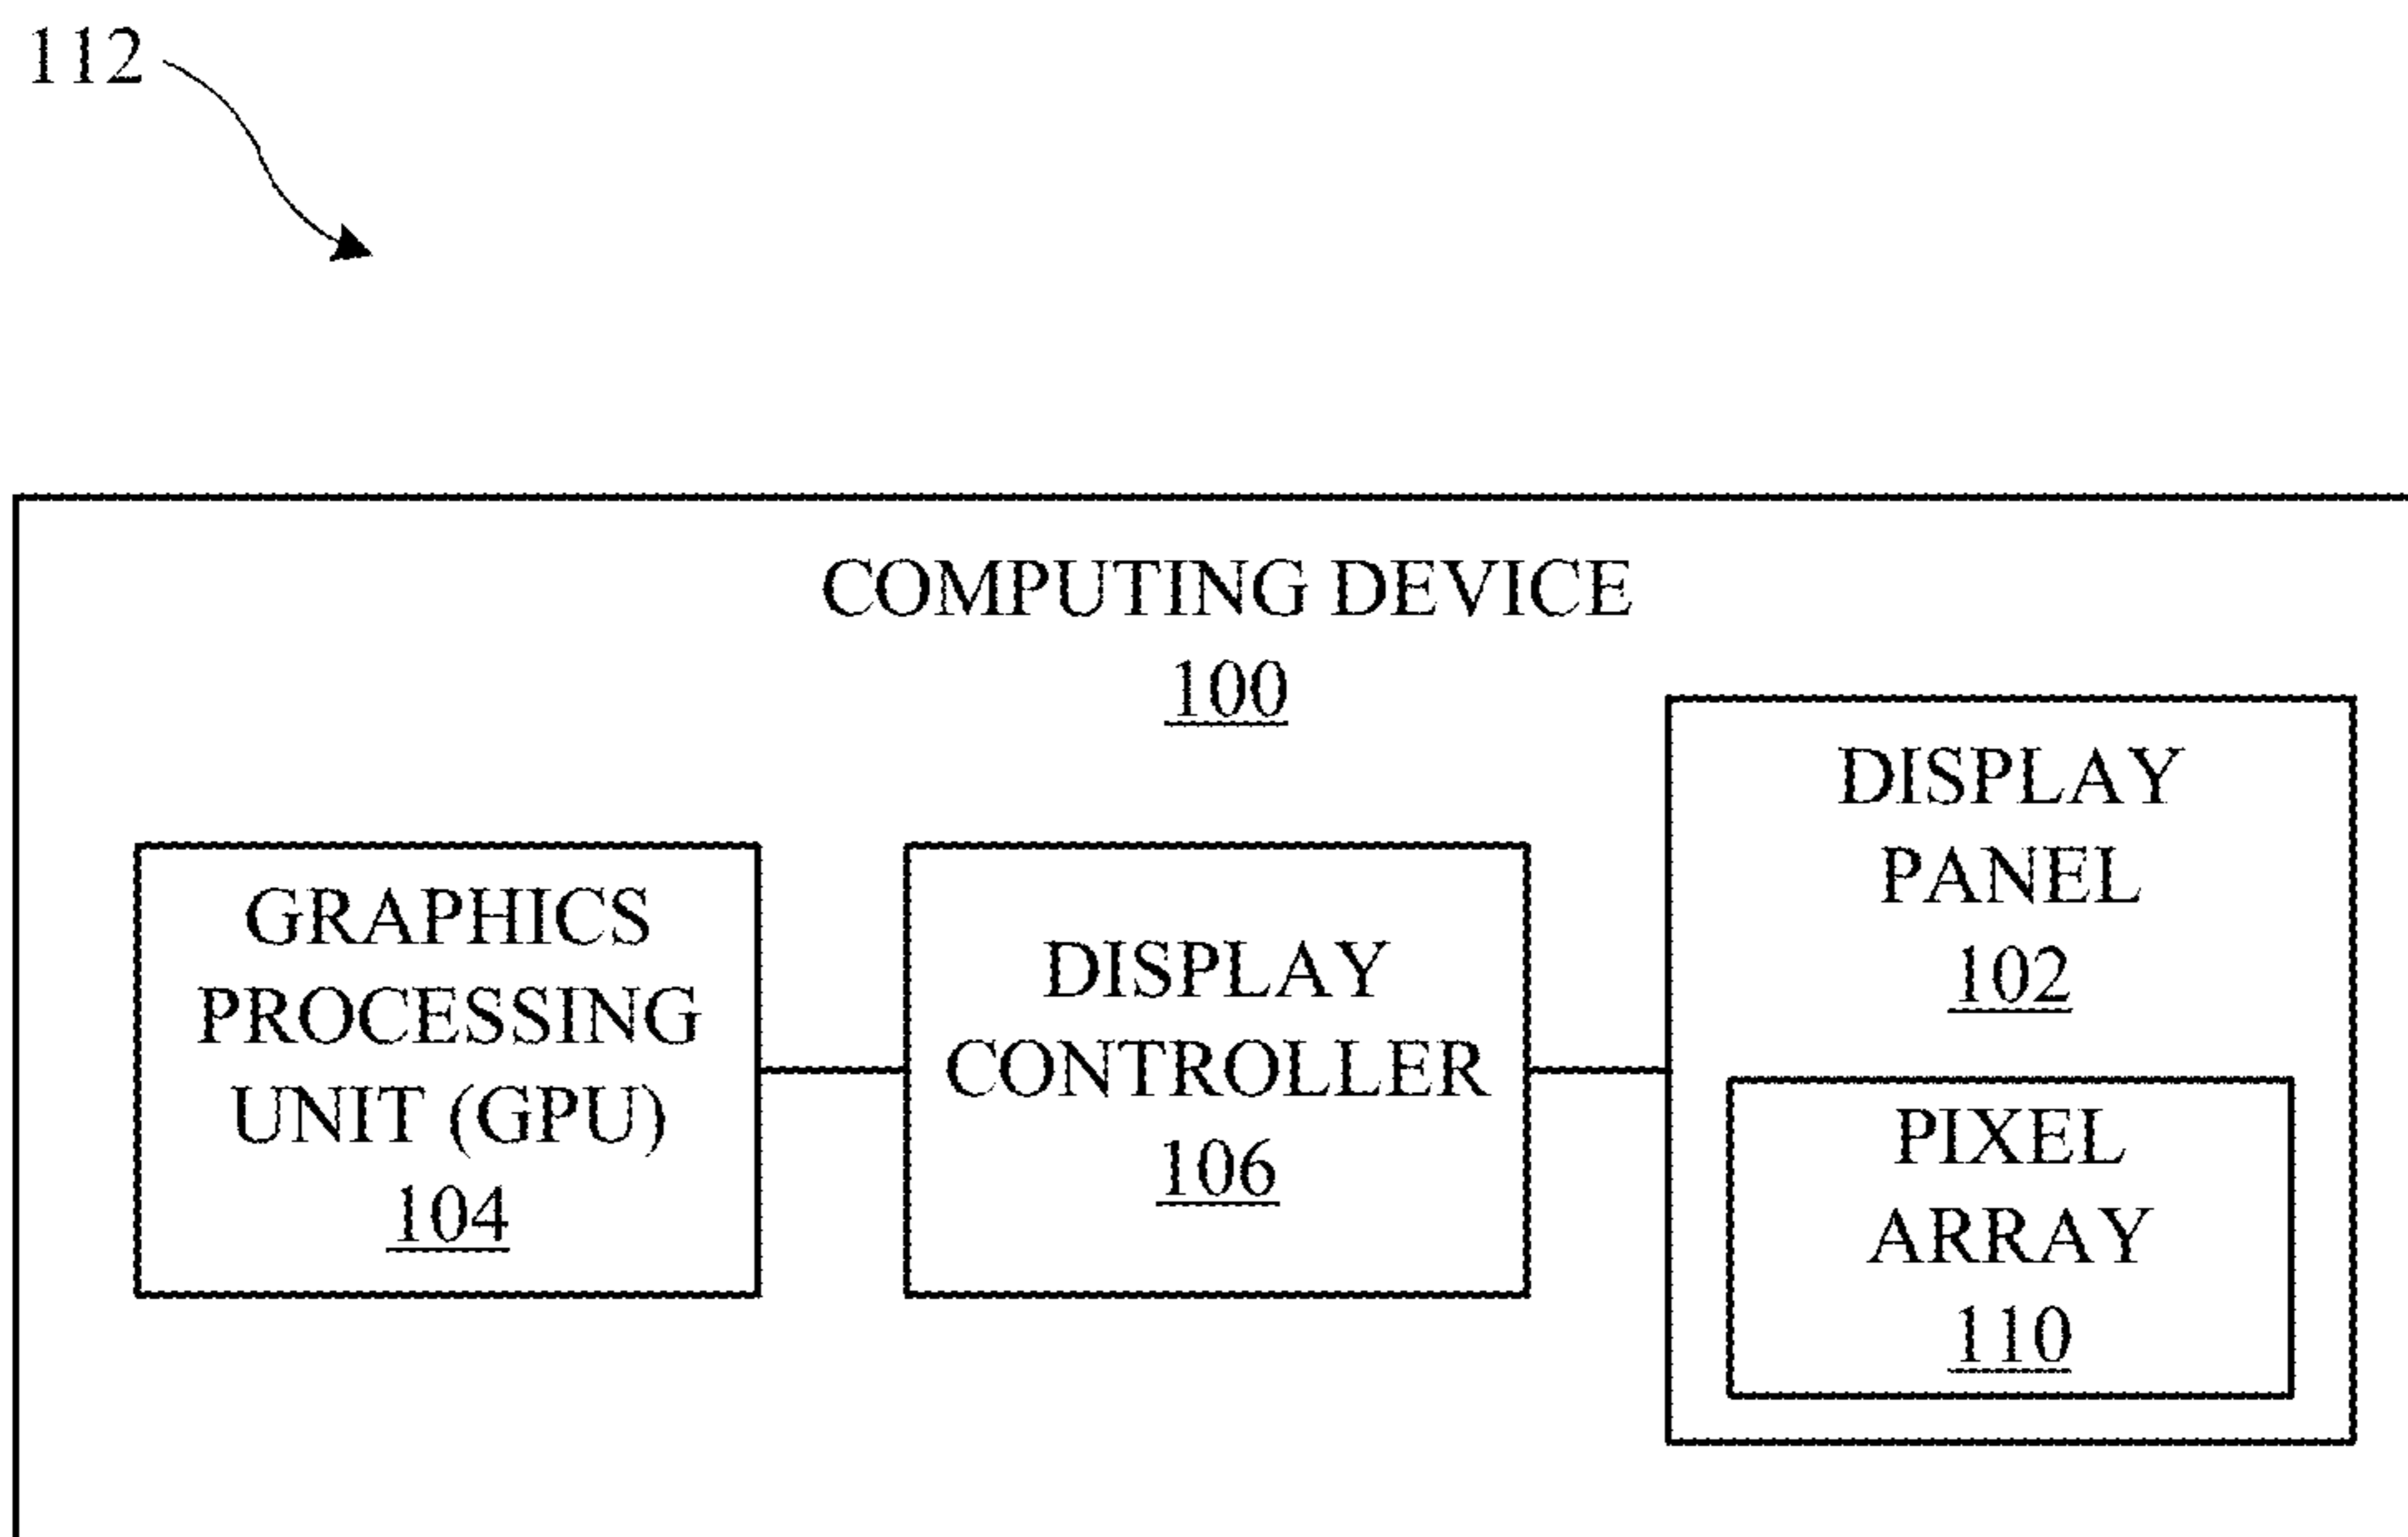 112
COMPUTING DEVICE
100
GRAPHICS
PROCESSING
UNIT (GPU)
104
DISPLAY
CONTROLLER
106
DISPLAY
PANEL
102
PIXEL
ARRAY
110